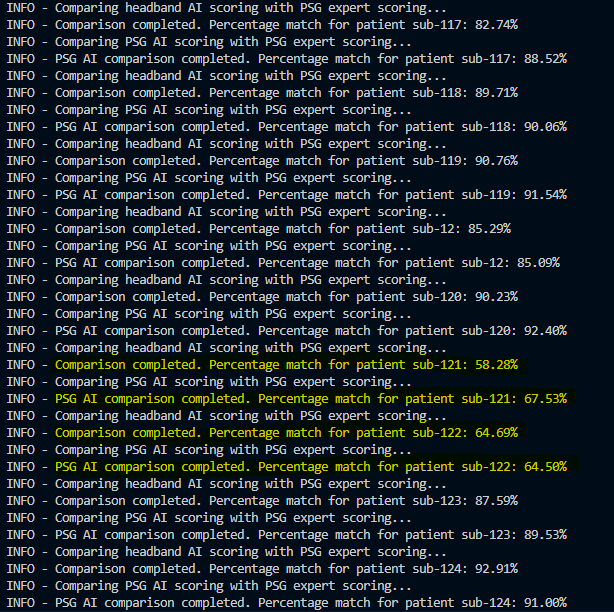 INFO - Comparing headband AI scoring with PSG expert scoring...
INFO - Comparison completed. Percentage match for patient sub-117: 82.74%
INFO - Comparing PSG AI scoring with PSG expert scoring...
INFO - PSG AI comparison completed. Percentage match for patient sub-117: 88.52%
INFO - Comparing headband AI scoring with PSG expert scoring...
INFO - Comparison completed. Percentage match for patient sub-118: 89.71%
INFO - Comparing PSG AI scoring with PSG expert scoring...
INFO - PSG AI comparison completed. Percentage match for patient sub-118: 90.06%
INFO - Comparing headband AI scoring with PSG expert scoring...
INFO - Comparison completed. Percentage match for patient sub-119: 90.76%
INFO - Comparing PSG AI scoring with PSG expert scoring...
INFO - PSG AI comparison completed. Percentage match for patient sub-119: 91.54%
INFO - Comparing headband AI scoring with PSG expert scoring...
INFO - Comparison completed. Percentage match for patient sub-12: 85.29%
INFO - Comparing PSG AI scoring with PSG expert scoring...
INFO - PSG AI comparison completed. Percentage match for patient sub-12: 85.09%
INFO - Comparing headband AI scoring with PSG expert scoring...
INFO - Comparison completed. Percentage match for patient sub-120: 90.23%
INFO - Comparing PSG AI scoring with PSG expert scoring...
INFO - PSG AI comparison completed. Percentage match for patient sub-120: 92.40%
INFO - Comparing headband AI scoring with PSG expert scoring...
INFO - Comparison completed. Percentage match for patient sub-121: 58.28%
INFO - Comparing PSG AI scoring with PSG expert scoring...
INFO - PSG AI comparison completed. Percentage match for patient sub-121: 67.53%
INFO - Comparing headband AI scoring with PSG expert scoring...
INFO - Comparison completed. Percentage match for patient sub-122: 64.69%
INFO - Comparing PSG AI scoring with PSG expert scoring...
INFO - PSG AI comparison completed. Percentage match for patient sub-122: 64.50%
INFO - Comparing headband AI scoring with PSG expert scoring...
INFO - Comparison completed. Percentage match for patient sub-123: 87.59%
INFO - Comparing PSG AI scoring with PSG expert scoring...
INFO - PSG AI comparison completed. Percentage match for patient sub-123: 89.53%
INFO - Comparing headband AI scoring with PSG expert scoring...
INFO - Comparison completed. Percentage match for patient sub-124: 92.91%
INFO - Comparing PSG AI scoring with PSG expert scoring...
INFO - PSG AI comparison completed. Percentage match for patient sub-124: 91.00%